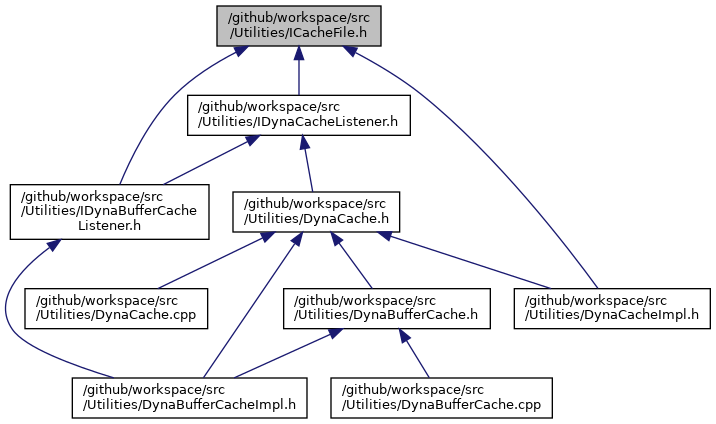 /github/workspace/src
/Utilities/ICacheFile.h
/github/workspace/src
/Utilities/IDynaCacheListener.h
/github/workspace/src
/Utilities/IDynaBufferCache
Listener.h
/github/workspace/src
/Utilities/DynaCache.h
/github/workspace/src
/Utilities/DynaCache.cpp
/github/workspace/src
/Utilities/DynaBufferCache.h
/github/workspace/src
/Utilities/DynaCacheImpl.h
/github/workspace/src
/Utilities/DynaBufferCacheImpl.h
/github/workspace/src
/Utilities/DynaBufferCache.cpp